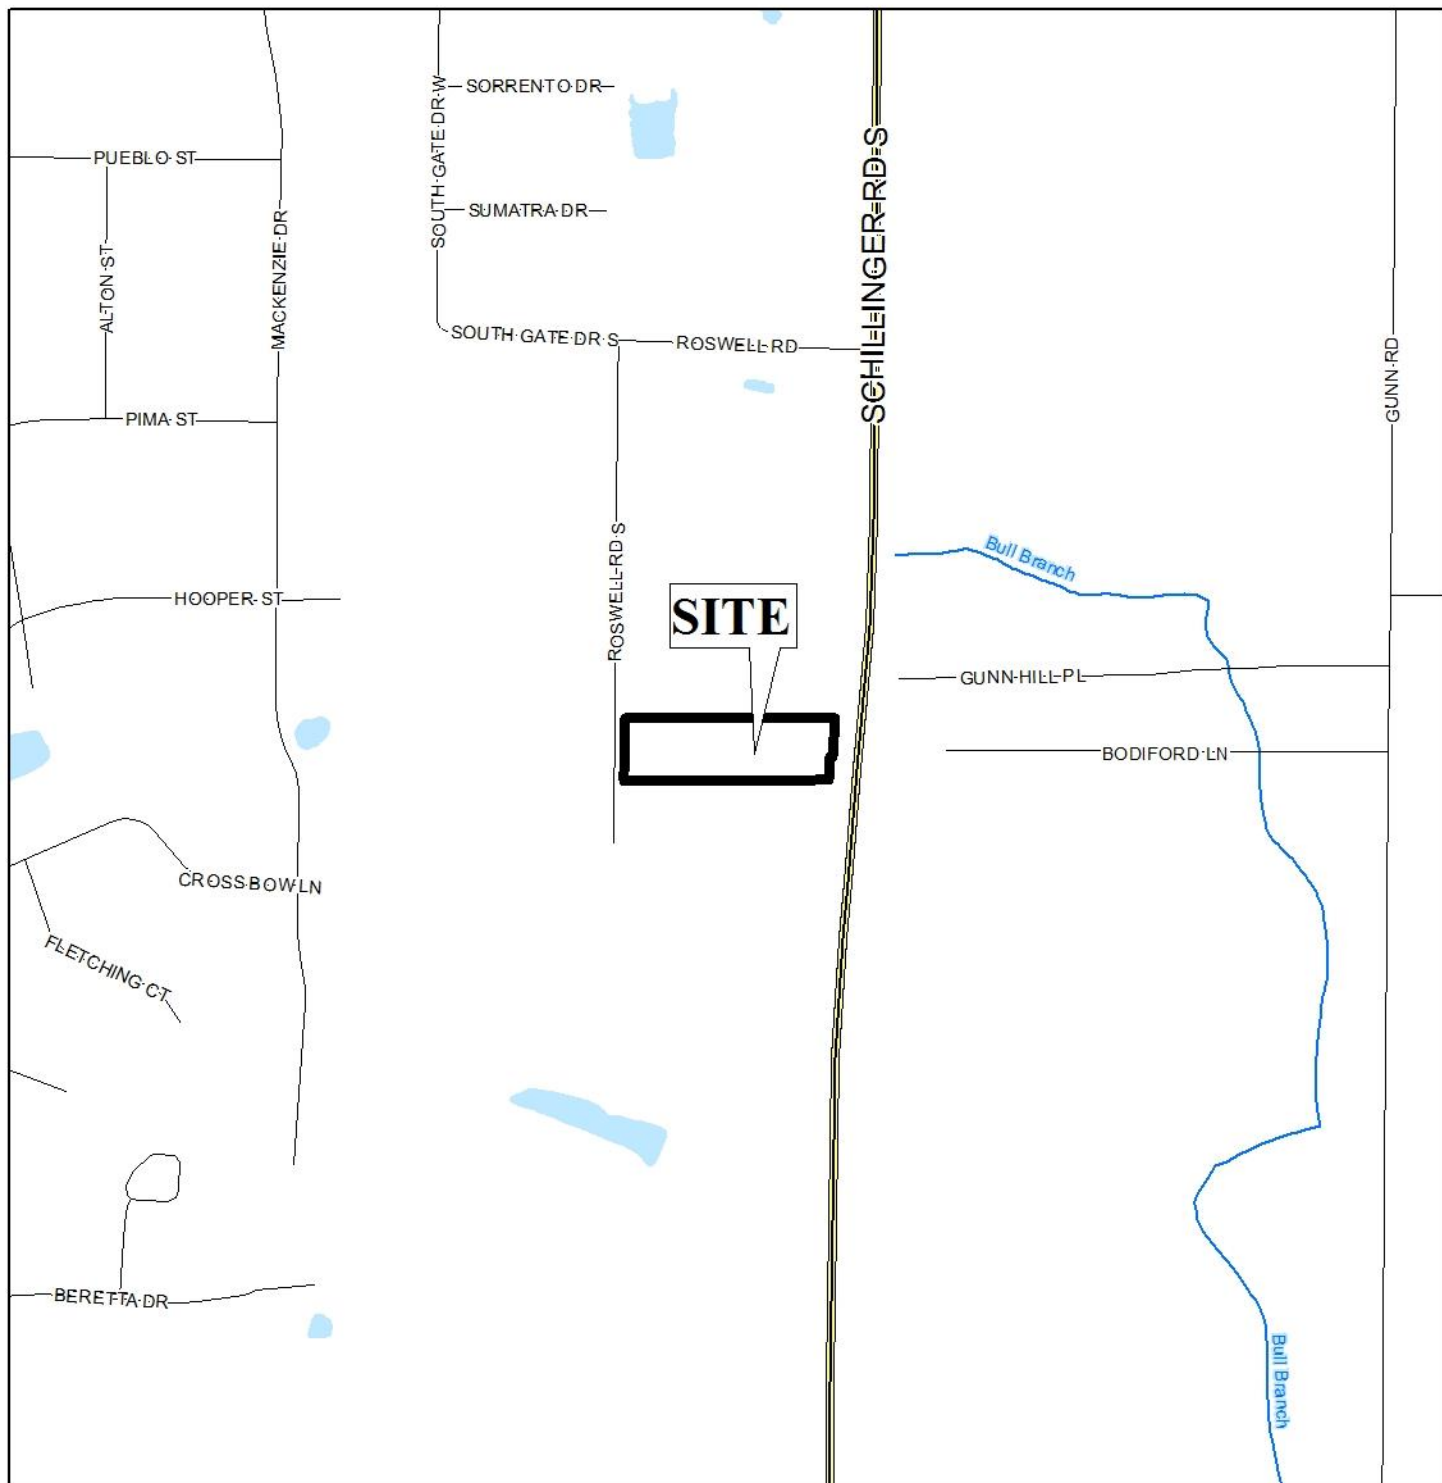 SORRENTO DR
SOUTH GATE DR W
PUEBLO ST
SUMATRA DR
ALTON ST
MACKENZIE DR
SCHILLINGER RD S
SOUTH GATE DR S
ROSWELL RD
GUNN RD
PIMA ST
Bull Branch
ROSWELL RD S
HOOPER ST
SITE
GUNN HILL PL
BODIFORD LN
CROSS BOW LN
FLETCHING CT
BERETTA DR
Bull Branch